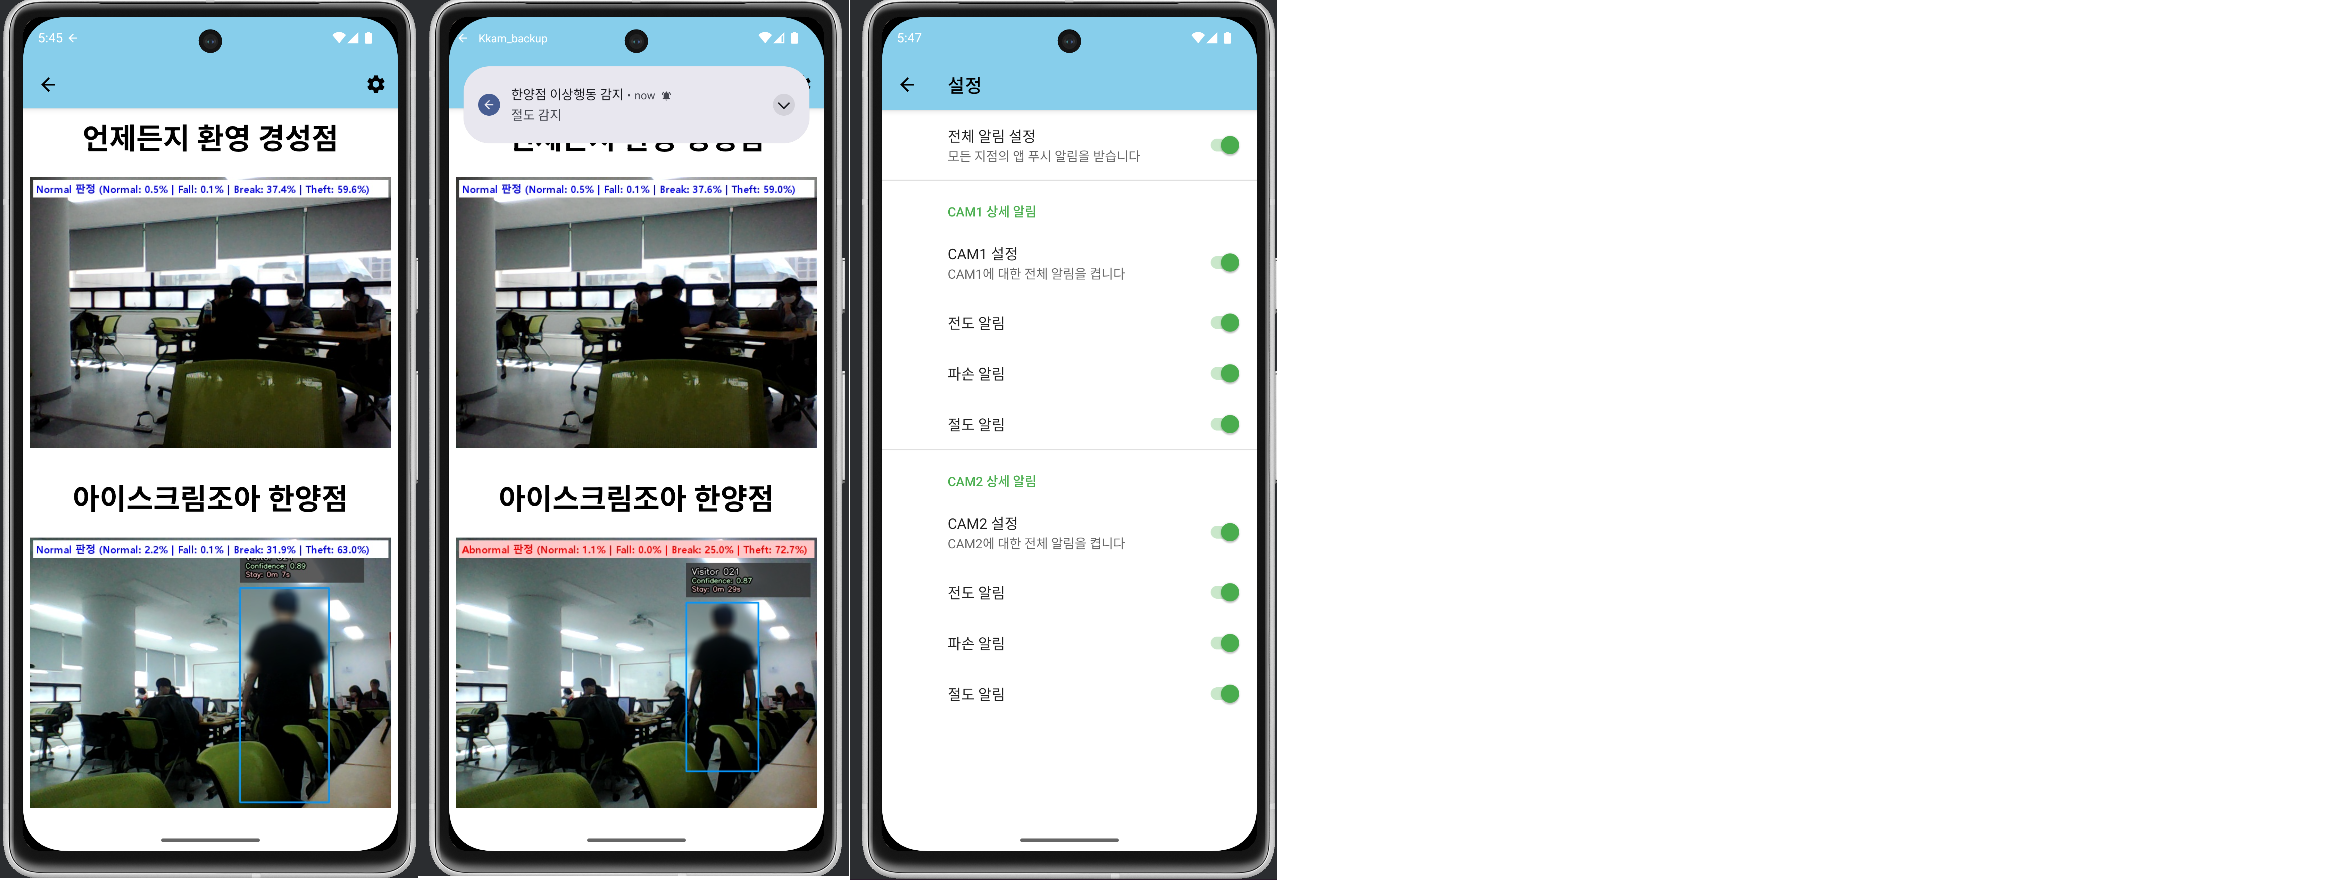 5:45
언제든지 환영 경성점
Normal 판정 (Normal: 0.5% | Fall: 0.1% | Break: 37.4% | Theft: 59.6%)
아이스크림조아 한양점
Normal 판정 (Normal: 2.2% | Fall: 0.1% | Break: 31.9% | Theft: 63.0%)
Confidence: 0.89
Stay: 0m 7s
Kkam_backup
한양점 이상행동 감지 • now
절도 감지
언제든지 환영 경성점
Normal 판정 (Normal: 0.5% | Fall: 0.1% | Break: 37.6% | Theft: 59.0%)
아이스크림조아 한양점
Abnormal 판정 (Normal: 1.1% | Fall: 0.0% | Break: 25.0% | Theft: 72.7%)
Visitor 021
Confidence: 0.87
Stay: 0m 29s
5:47
설정
전체 알림 설정
모든 지점의 앱 푸시 알림을 받습니다
CAM1 상세 알림
CAM1 설정
CAM1에 대한 전체 알림을 켭니다
전도 알림
파손 알림
절도 알림
CAM2 상세 알림
CAM2 설정
CAM2에 대한 전체 알림을 켭니다
전도 알림
파손 알림
절도 알림